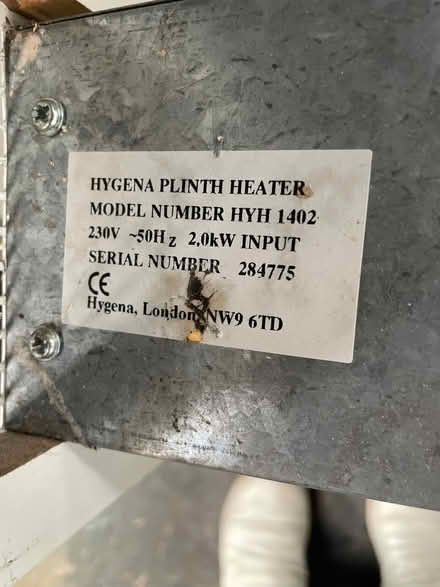 HYGENA PLINTH HEATER
MODEL NUMBER HYH 1402
230V ~50Hz 2,0kW INPUT
SERIAL NUMBER 284775
CE
Hygena, London, NW9 6TD